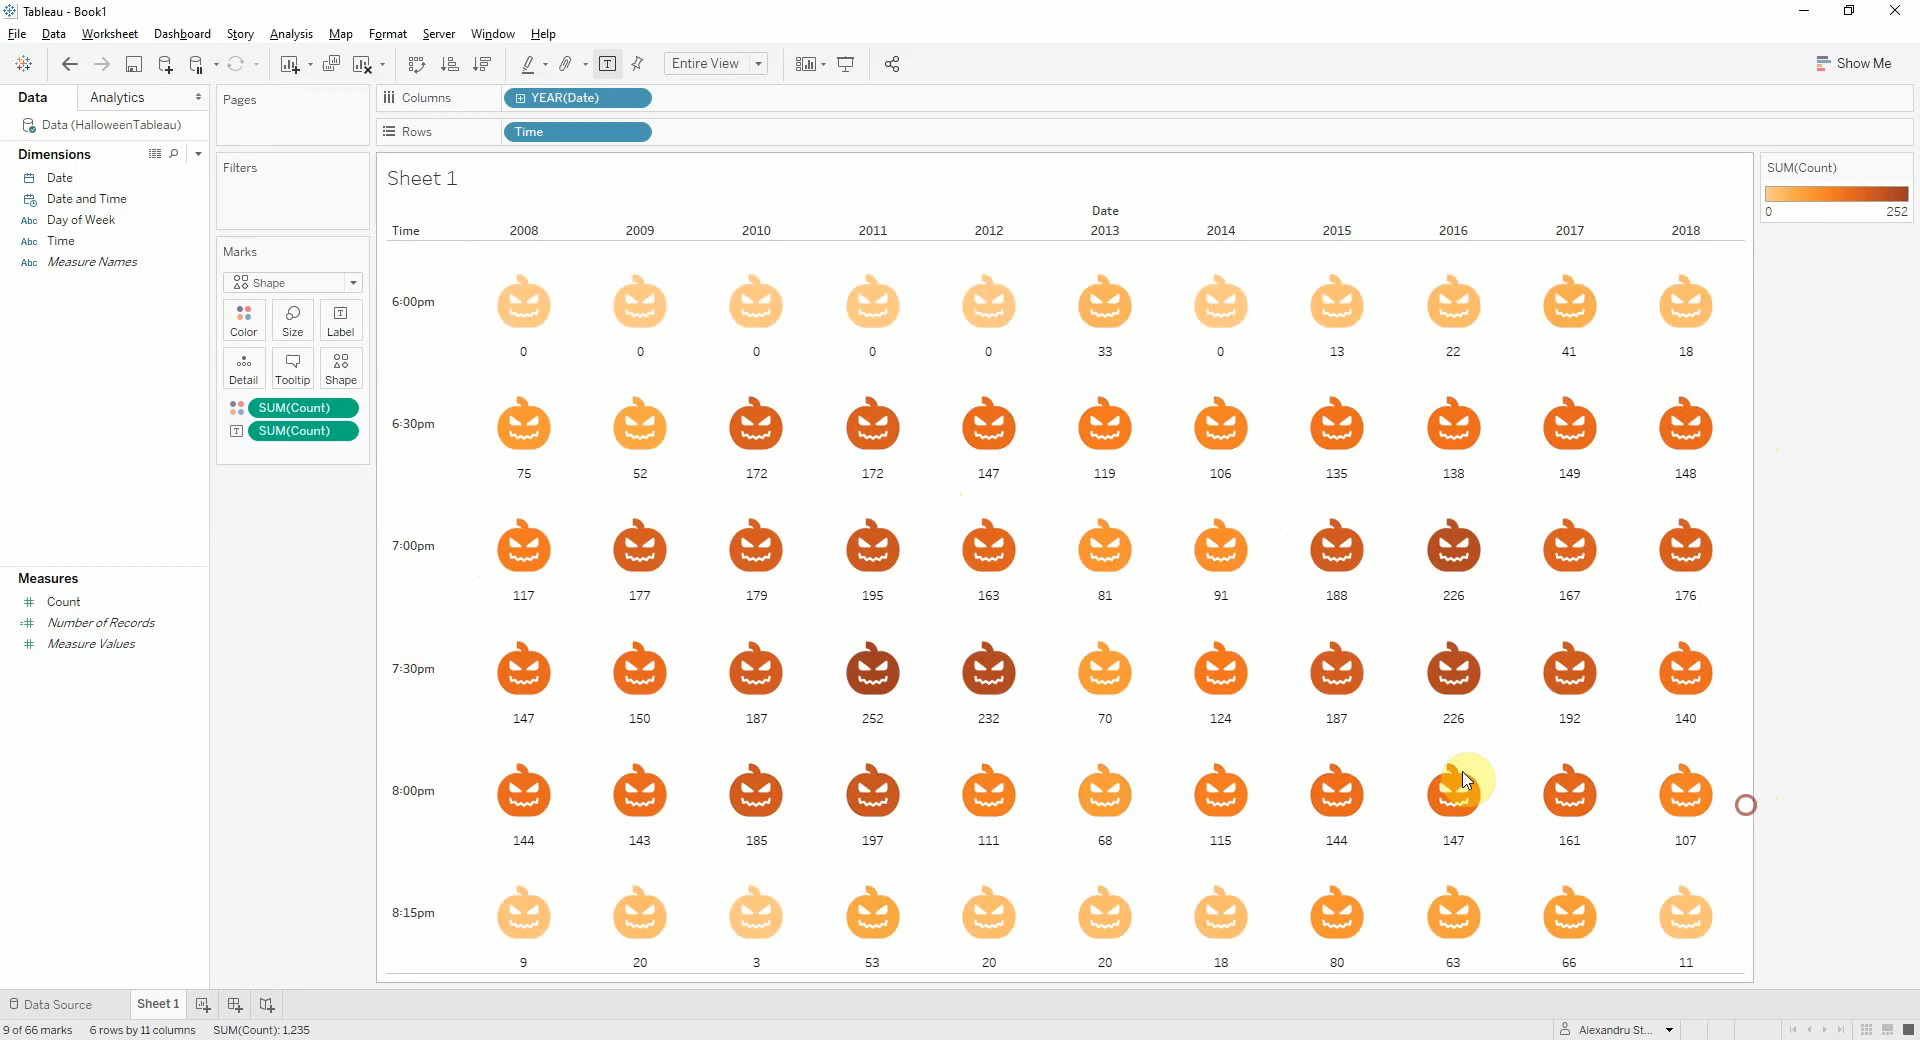 Tableau - Book1
File Data Worksheet Dashboard Story Analysis Map Format Server Window Help
Entire View
Show Me
Data Analytics
Data (HalloweenTableau)
Dimensions
Date
Date and Time
Abc Day of Week
Abc Time
Abc Measure Names
Measures
Count
Number of Records
Measure Values
Pages
Filters
Marks
Shape
Color Size Label
Detail Tooltip Shape
SUM(Count)
SUM(Count)
Columns YEAR(Date)
Rows Time
Sheet 1
Date
Time 2008 2009 2010 2011 2012 2013 2014 2015 2016 2017 2018
6:00pm
0 0 0 0 0 33 0 13 22 41 18
6:30pm
75 52 172 172 147 119 106 135 138 149 148
7:00pm
117 177 179 195 163 81 91 188 226 167 176
7:30pm
147 150 187 252 232 70 124 187 226 192 140
8:00pm
144 143 185 197 111 68 115 144 147 161 107
8:15pm
9 20 3 53 20 20 18 80 63 66 11
SUM(Count)
0 252
Data Source Sheet 1
9 of 66 marks 6 rows by 11 columns SUM(Count): 1,235
Alexandru St...